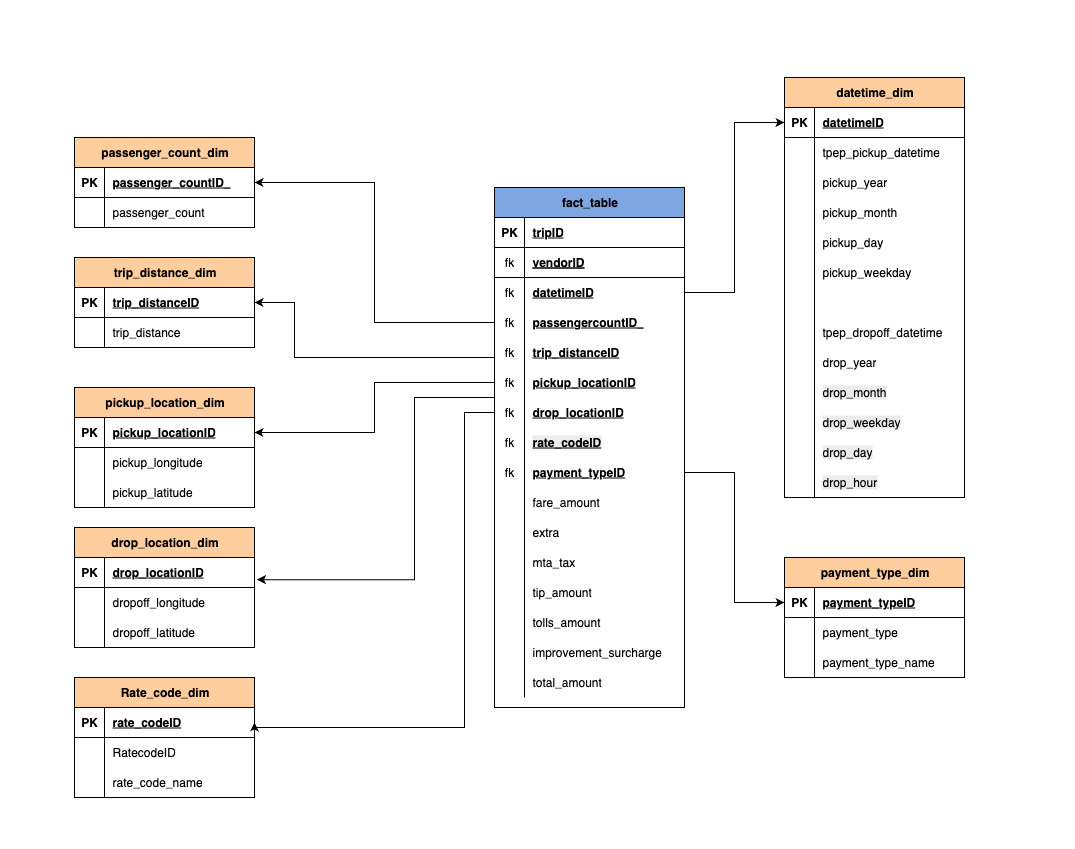 passenger_count_dim
PK passenger_countID_
passenger_count
trip_distance_dim
PK trip_distanceID
trip_distance
pickup_location_dim
PK pickup_locationID
pickup_longitude
pickup_latitude
drop_location_dim
PK drop_locationID
dropoff_longitude
dropoff_latitude
Rate_code_dim
PK rate_codeID
RatecodeID
rate_code_name
fact_table
PK tripID
fk vendorID
fk datetimeID
fk passengercountID_
fk trip_distanceID
fk pickup_locationID
fk drop_locationID
fk rate_codeID
fk payment_typeID
fare_amount
extra
mta_tax
tip_amount
tolls_amount
improvement_surcharge
total_amount
datetime_dim
PK datetimeID
tpep_pickup_datetime
pickup_year
pickup_month
pickup_day
pickup_weekday
tpep_dropoff_datetime
drop_year
drop_month
drop_weekday
drop_day
drop_hour
payment_type_dim
PK payment_typeID
payment_type
payment_type_name